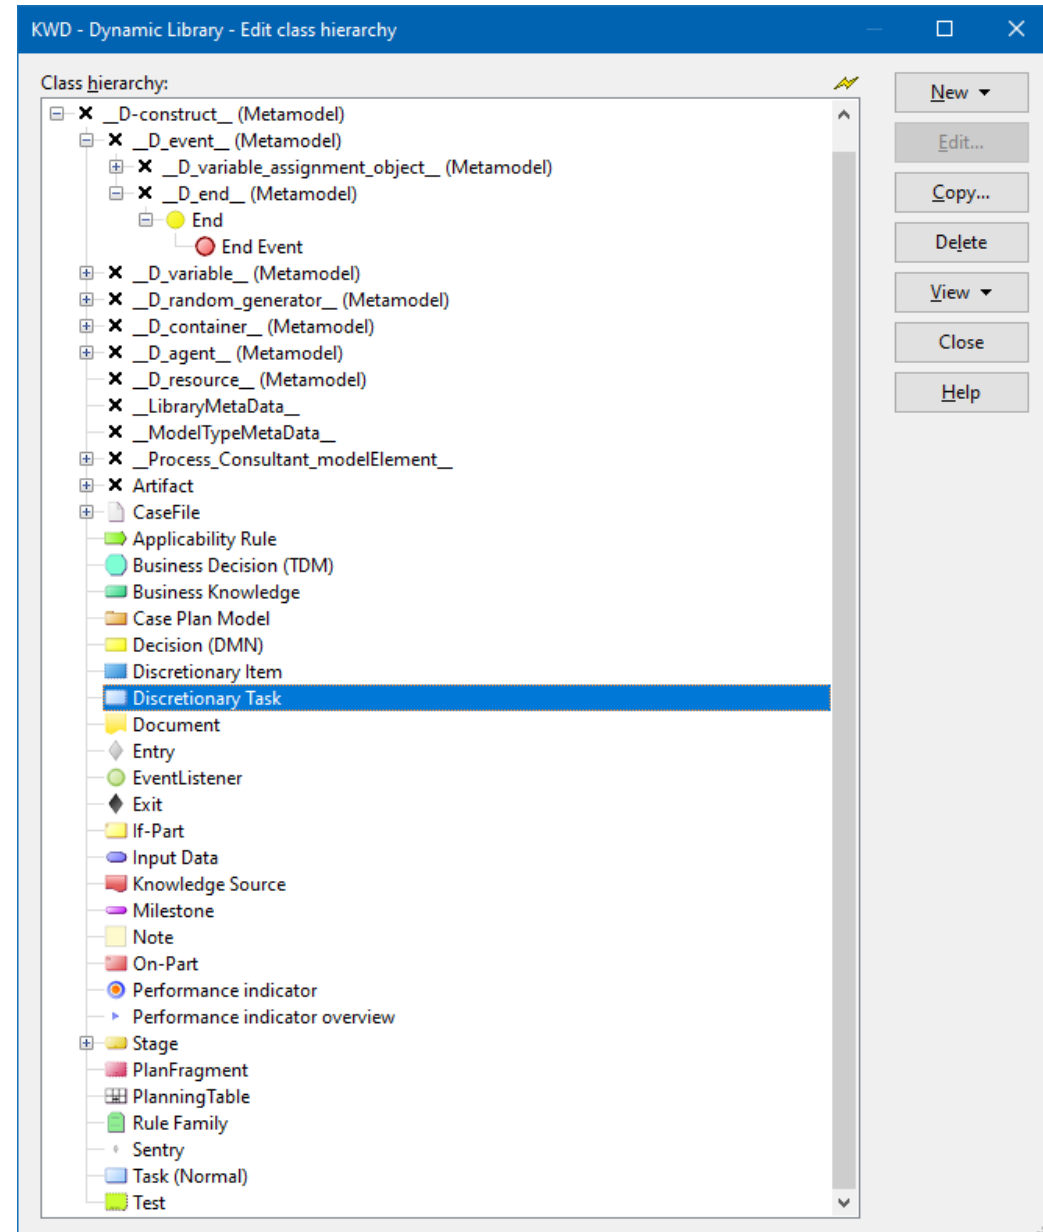 KWD - Dynamic Library - Edit class hierarchy
Class hierarchy:
__D-construct__ (Metamodel)
__D_event__ (Metamodel)
__D_variable_assignment_object__ (Metamodel)
__D_end__ (Metamodel)
End
End Event
__D_variable__ (Metamodel)
__D_random_generator__ (Metamodel)
__D_container__ (Metamodel)
__D_agent__ (Metamodel)
__D_resource__ (Metamodel)
__LibraryMetaData__
__ModelTypeMetaData__
__Process_Consultant_modelElement__
Artifact
CaseFile
Applicability Rule
Business Decision (TDM)
Business Knowledge
Case Plan Model
Decision (DMN)
Discretionary Item
Discretionary Task
Document
Entry
EventListener
Exit
If-Part
Input Data
Knowledge Source
Milestone
Note
On-Part
Performance indicator
Performance indicator overview
Stage
PlanFragment
PlanningTable
Rule Family
Sentry
Task (Normal)
Test
New
Edit...
Copy...
Delete
View
Close
Help